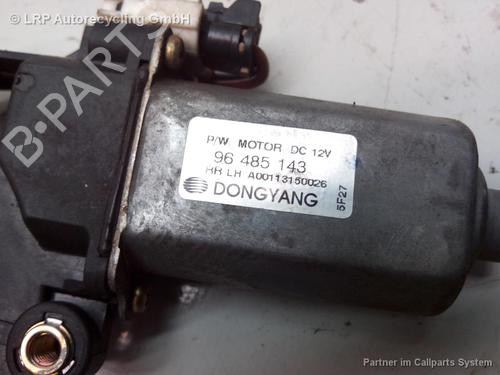 © LRP Autorecycling GmbH
B-PARTS
P/W MOTOR DC 12V
96 485 143
RR LH A00113150026
DONGYANG
5F27
Partner im Callparts System